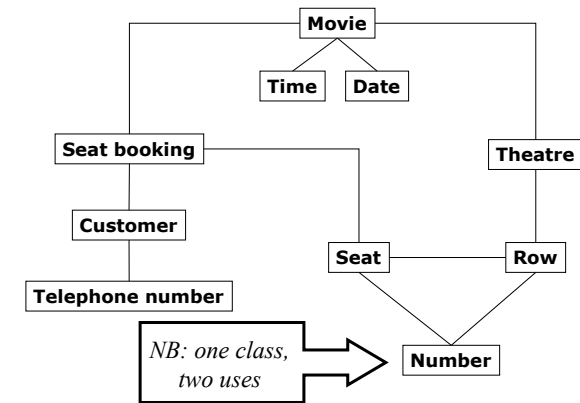 Movie
Time
Date
Seat booking
Theatre
Customer
Seat
Row
Telephone number
NB: one class,
two uses
Number